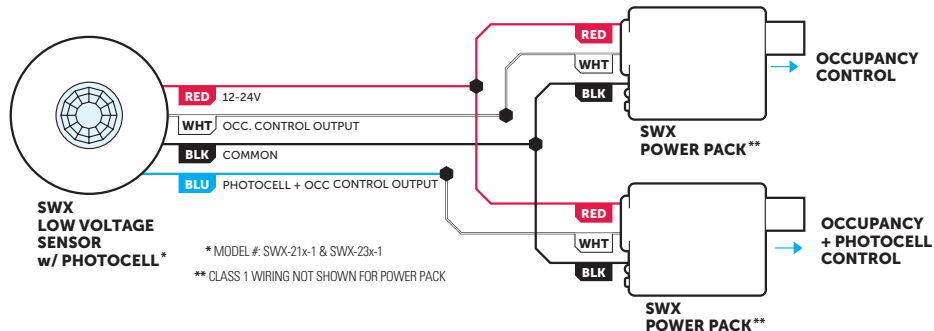 RED 12-24V
WHT OCC. CONTROL OUTPUT
BLK COMMON
BLU PHOTOCELL + OCC CONTROL OUTPUT
SWX
LOW VOLTAGE
SENSOR
w/ PHOTOCELL*
* MODEL #: SWX-21x-1 & SWX-23x-1
** CLASS 1 WIRING NOT SHOWN FOR POWER PACK
RED
WHT
BLK
SWX
POWER PACK**
OCCUPANCY
CONTROL
RED
WHT
BLK
SWX
POWER PACK**
OCCUPANCY
+ PHOTOCELL
CONTROL